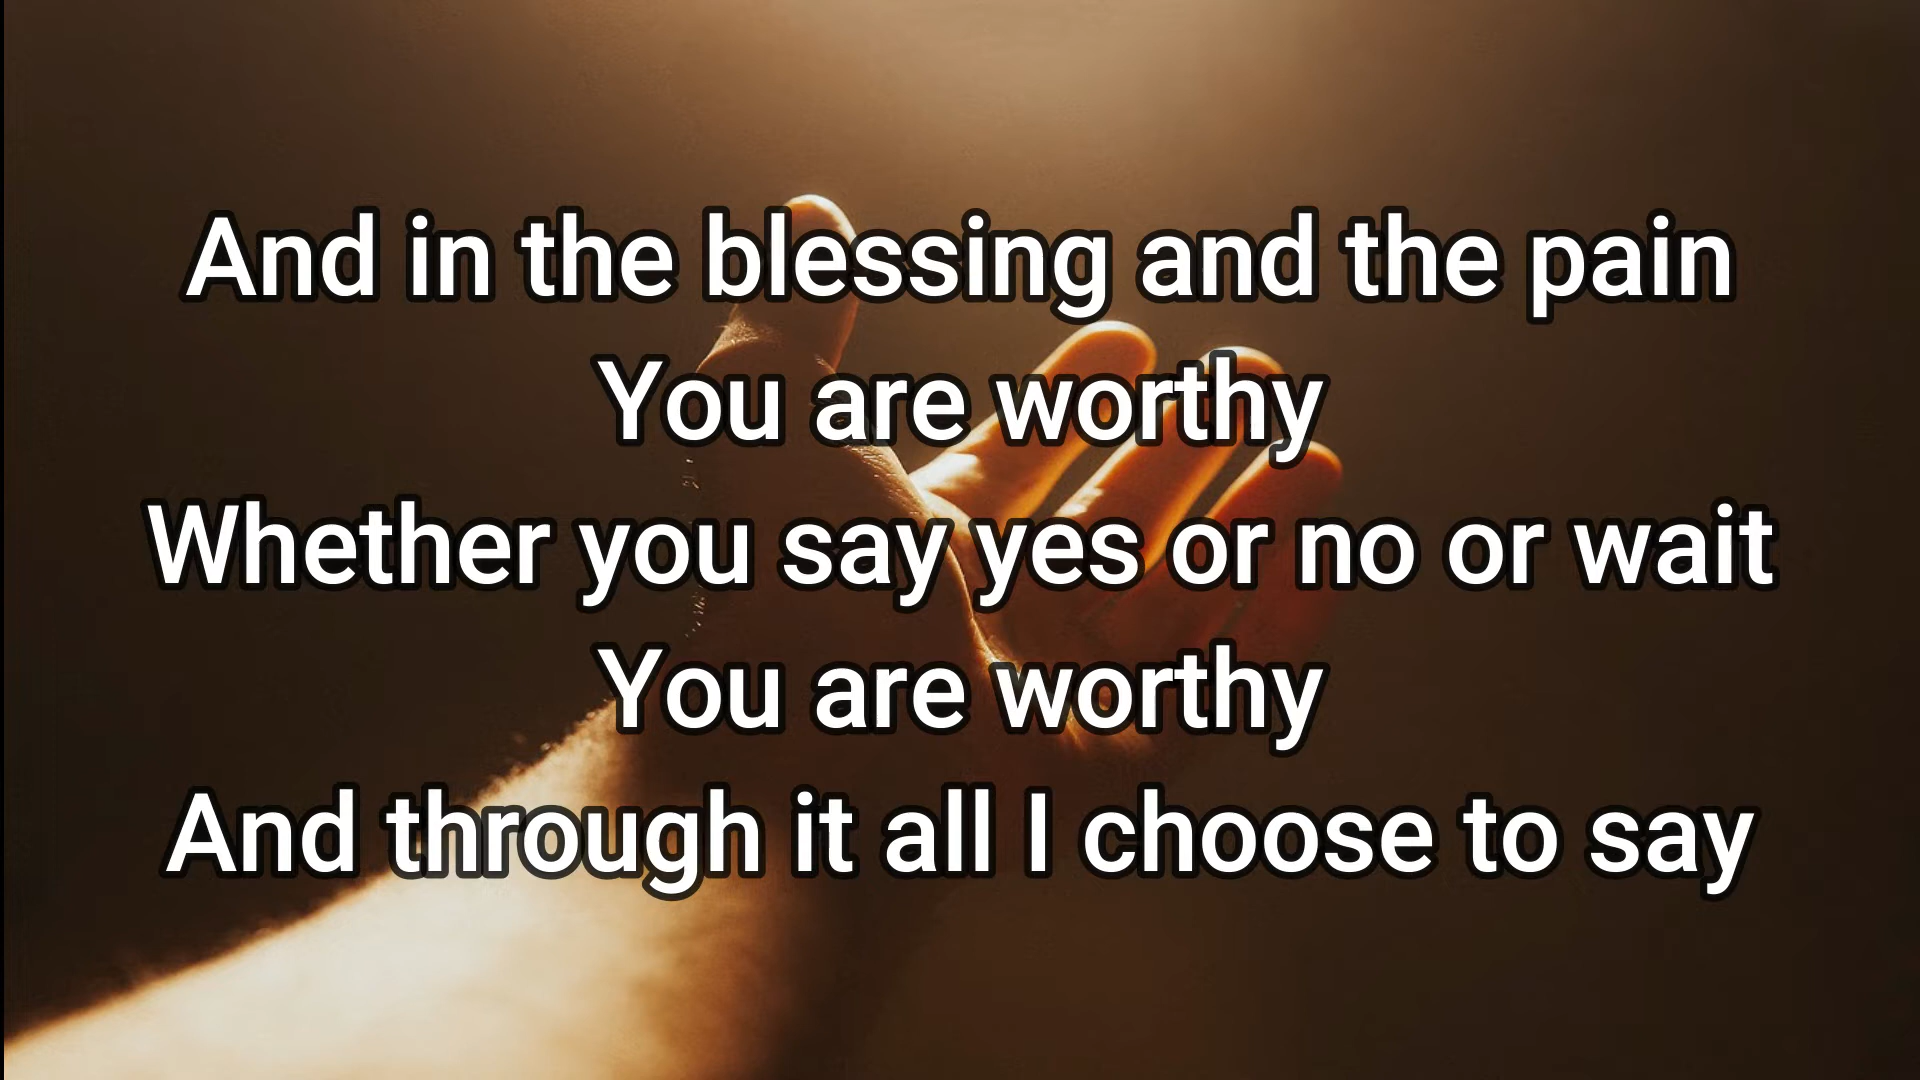 And in the blessing and the pain
You are worthy
Whether you say yes or no or wait
You are worthy
And through it all I choose to say